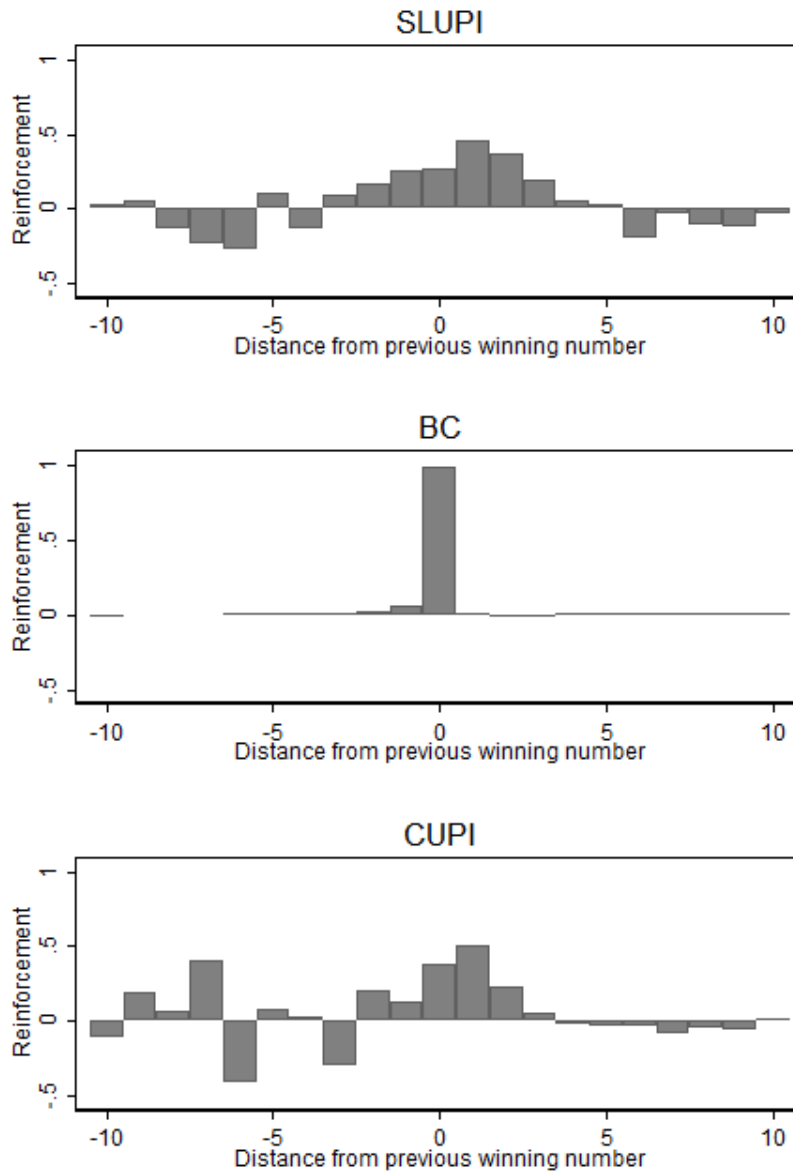 SLUPI
Reinforcement
1
.5
0
-.5
-10 -5 0 5 10
Distance from previous winning number
BC
Reinforcement
1
.5
0
-.5
-10 -5 0 5 10
Distance from previous winning number
CUPI
Reinforcement
1
.5
0
-.5
-10 -5 0 5 10
Distance from previous winning number